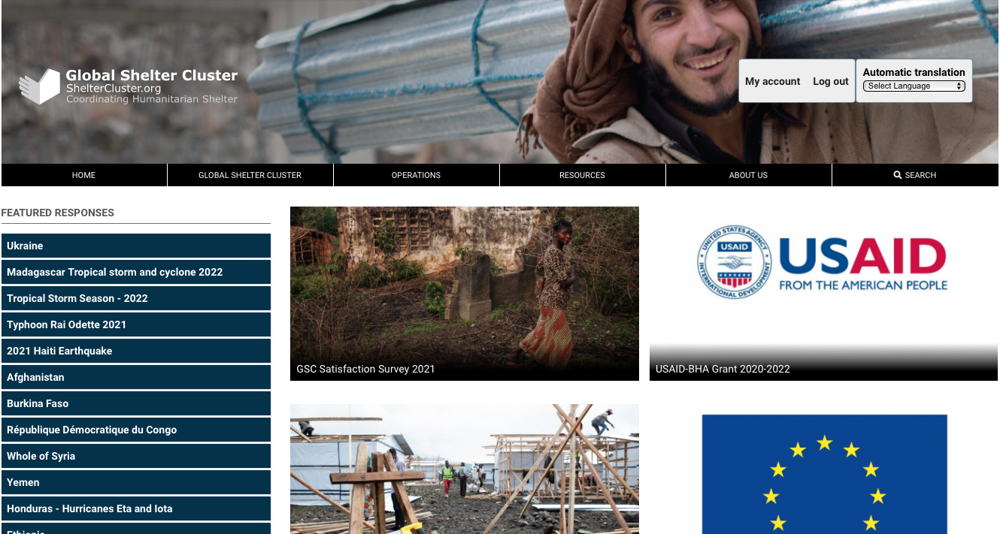 Global Shelter Cluster
ShelterCluster.org
Coordinating Humanitarian Shelter
My account
Log out
Automatic translation
Select Language
HOME
GLOBAL SHELTER CLUSTER
OPERATIONS
RESOURCES
ABOUT US
SEARCH
FEATURED RESPONSES
Ukraine
Madagascar Tropical storm and cyclone 2022
Tropical Storm Season - 2022
Typhoon Rai Odette 2021
2021 Haiti Earthquake
Afghanistan
Burkina Faso
République Démocratique du Congo
Whole of Syria
Yemen
Honduras - Hurricanes Eta and Iota
GSC Satisfaction Survey 2021
UNITED STATES AGENCY
USAID
INTERNATIONAL DEVELOPMENT
USAID
FROM THE AMERICAN PEOPLE
USAID-BHA Grant 2020-2022